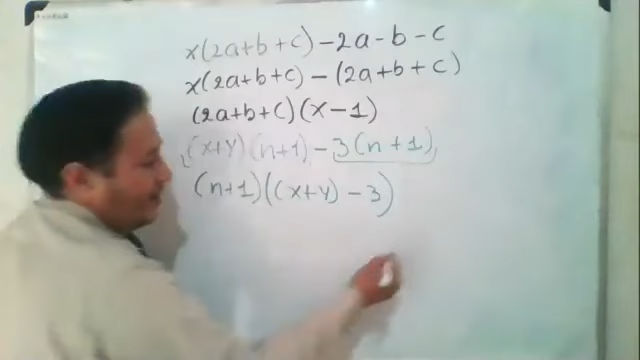 x(2a+b+c)-2a-b-c
x(2a+b+c)-(2a+b+c)
(2a+b+c)(x-1)
(x+y)(n+1)-3(n+1)
(n+1)((x+y)-3)